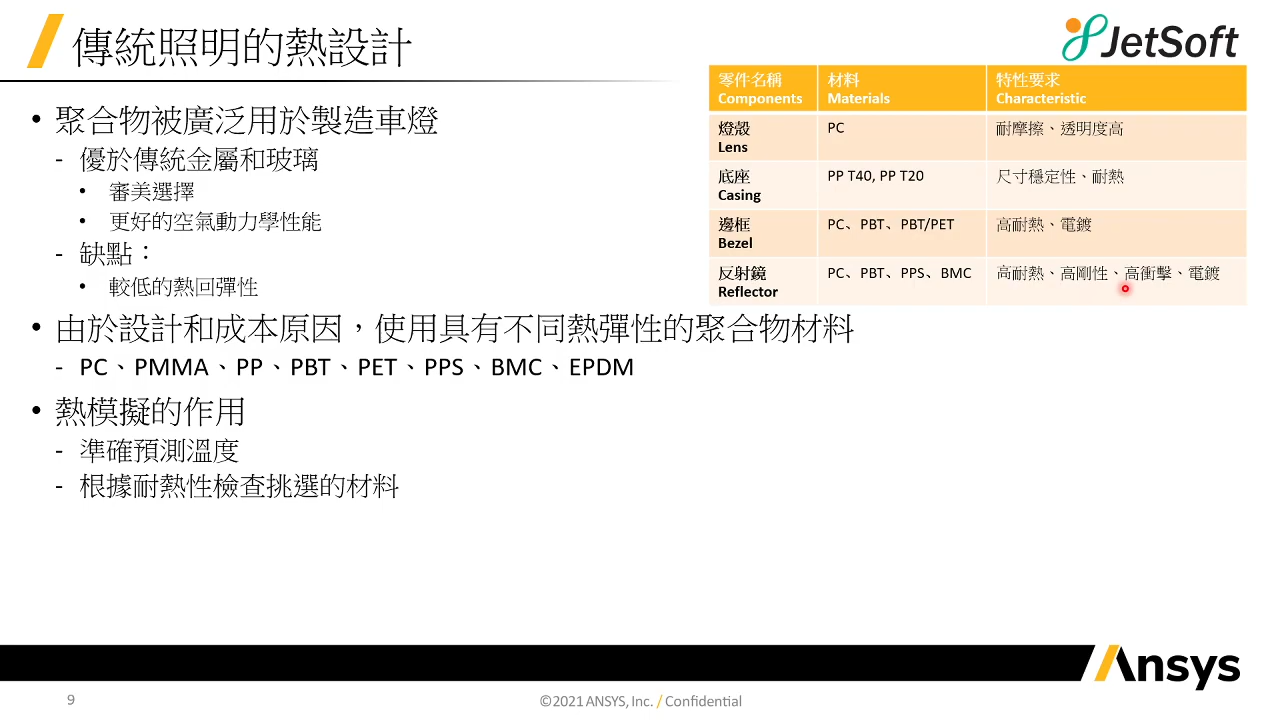 傳統照明的熱設計
JetSoft
• 聚合物被廣泛用於製造車燈
- 優於傳統金屬和玻璃
• 審美選擇
• 更好的空氣動力學性能
- 缺點：
• 較低的熱回彈性
• 由於設計和成本原因，使用具有不同熱彈性的聚合物材料
- PC、PMMA、PP、PBT、PET、PPS、BMC、EPDM
• 熱模擬的作用
- 準確預測溫度
- 根據耐熱性檢查挑選的材料
零件名稱 材料 特性要求
Components Materials Characteristic
燈殼 PC 耐摩擦、透明度高
Lens
底座 PP T40, PP T20 尺寸穩定性、耐熱
Casing
邊框 PC、PBT、PBT/PET 高耐熱、電鍍
Bezel
反射鏡 PC、PBT、PPS、BMC 高耐熱、高剛性、高衝擊、電鍍
Reflector
Ansys
9
©2021 ANSYS, Inc. / Confidential